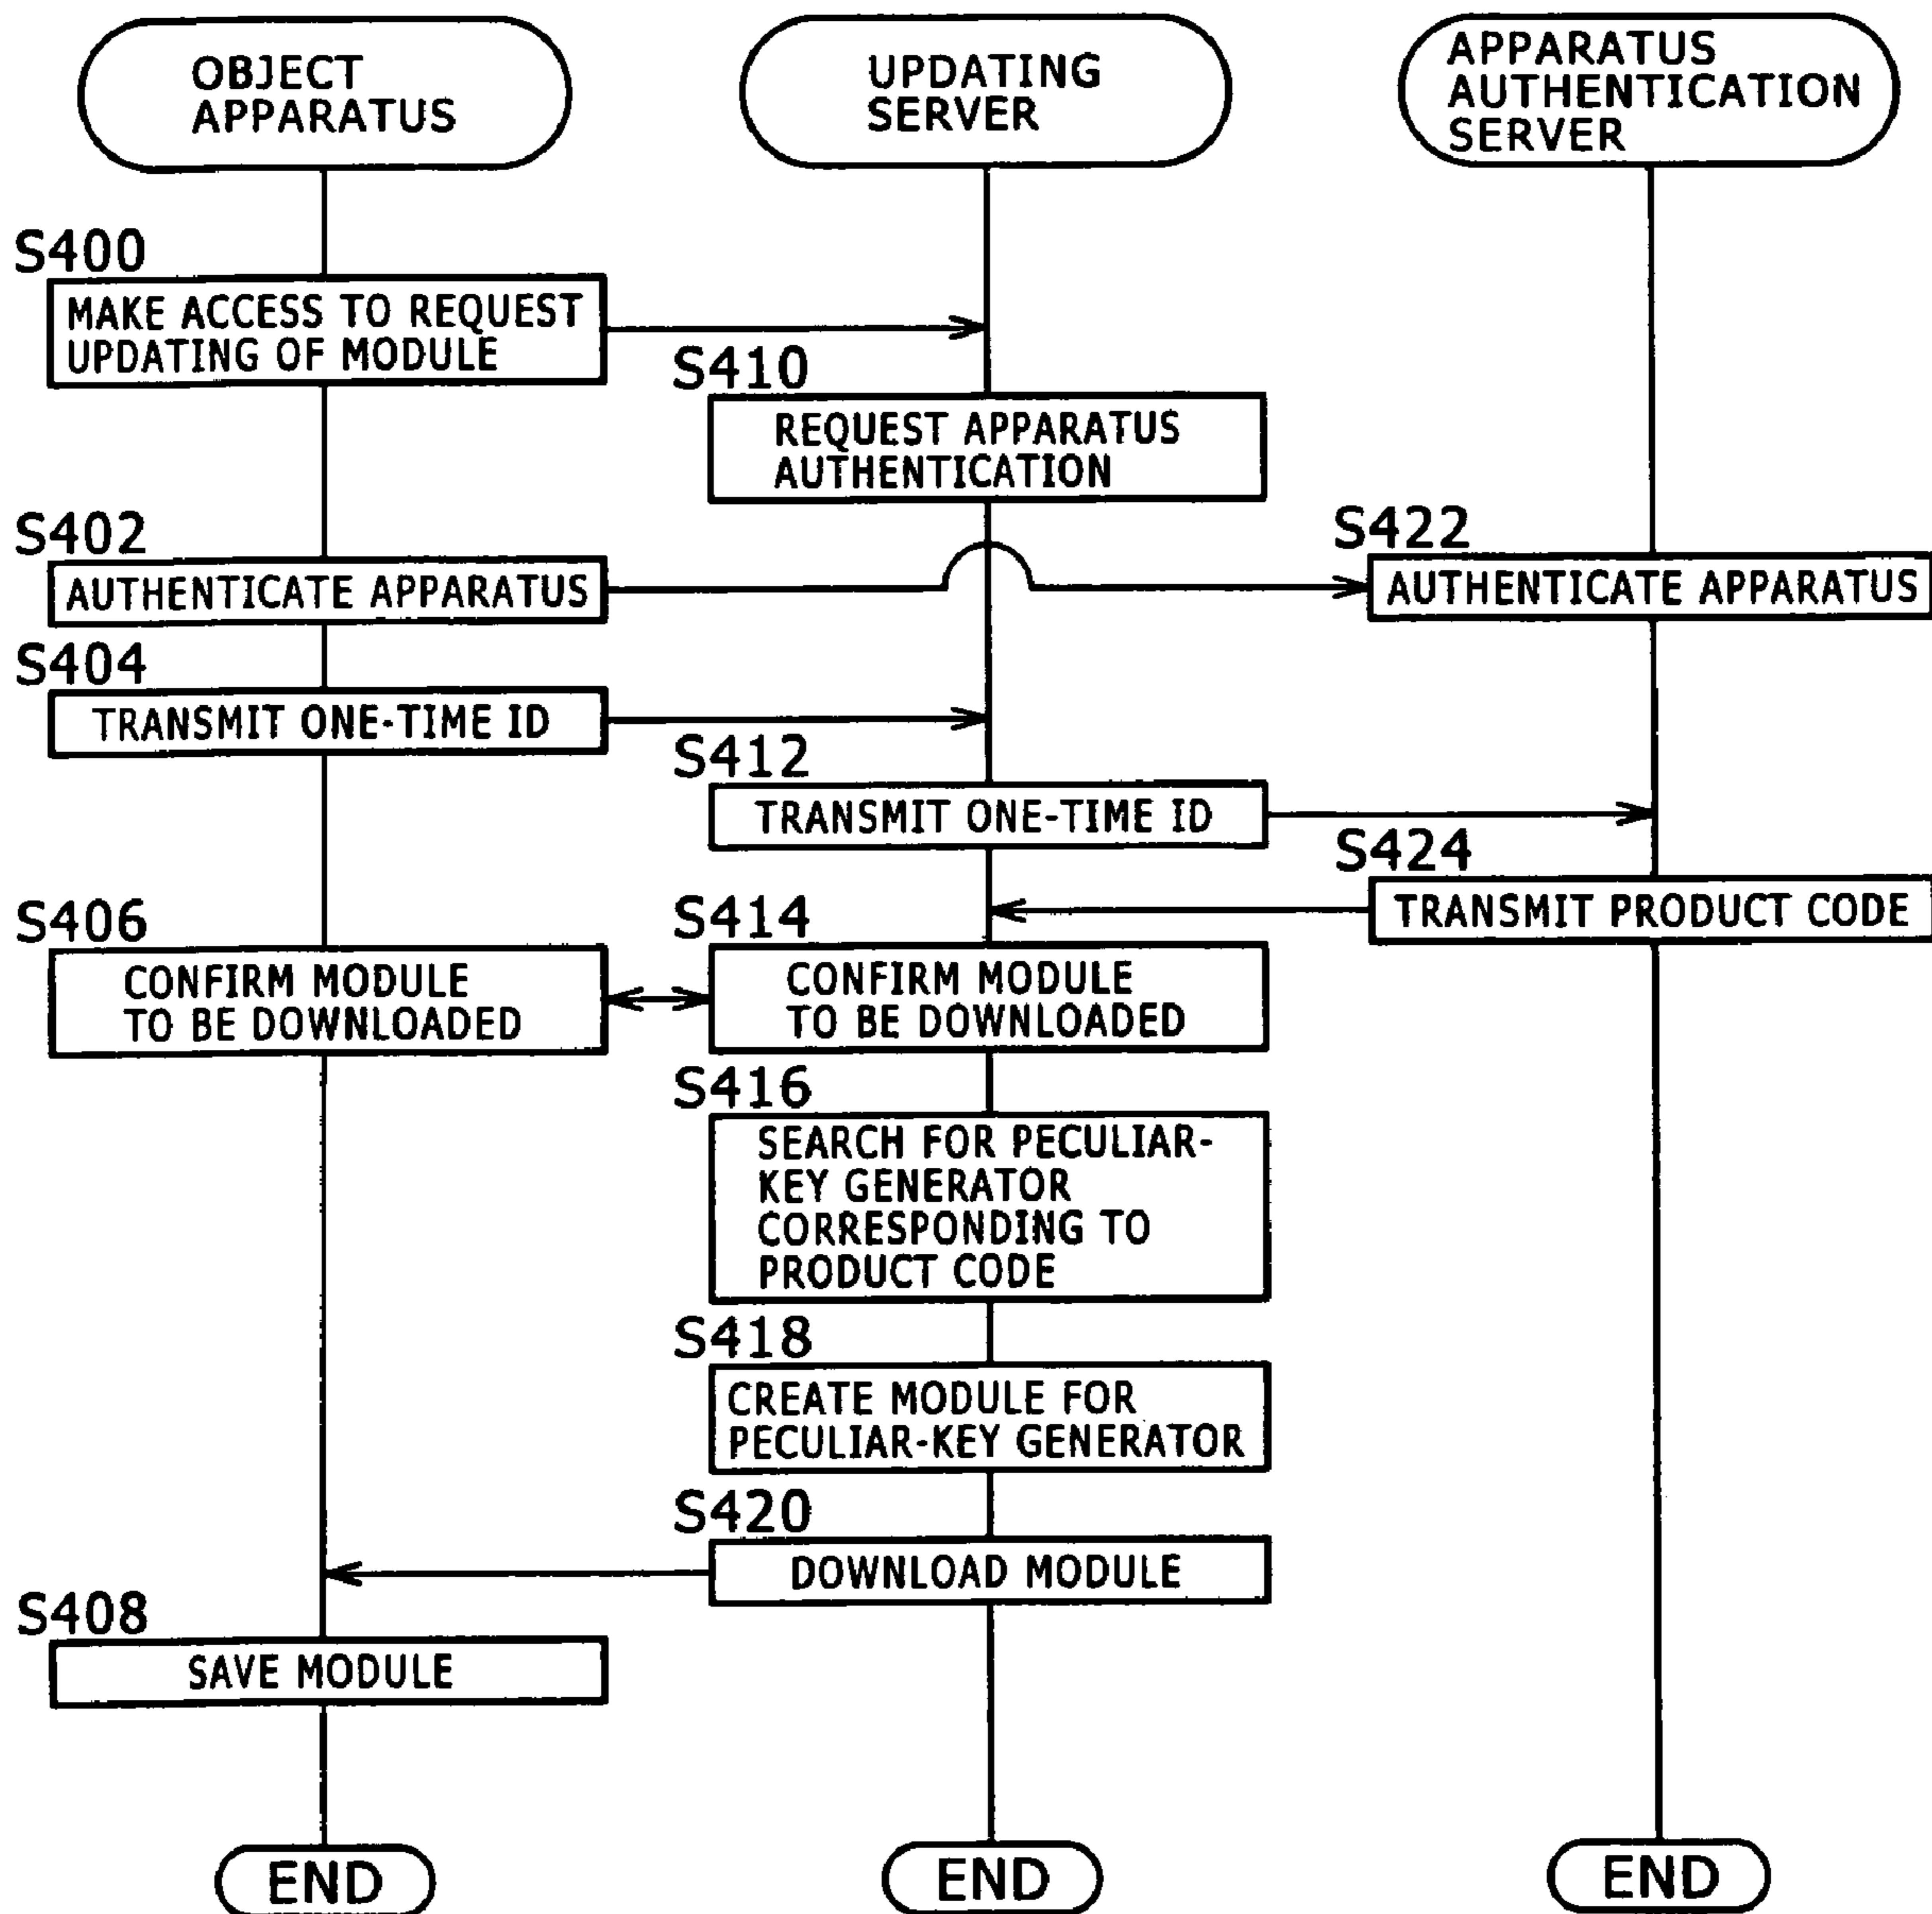 OBJECT
APPARATUS
UPDATING
SERVER
APPARATUS
AUTHENTICATION
SERVER
S400
MAKE ACCESS TO REQUEST
UPDATING OF MODULE
S410
REQUEST APPARATUS
AUTHENTICATION
S402
AUTHENTICATE APPARATUS
S422
AUTHENTICATE APPARATUS
S404
TRANSMIT ONE-TIME ID
S412
TRANSMIT ONE-TIME ID
S424
TRANSMIT PRODUCT CODE
S406
CONFIRM MODULE
TO BE DOWNLOADED
S414
CONFIRM MODULE
TO BE DOWNLOADED
S416
SEARCH FOR PECULIAR-
KEY GENERATOR
CORRESPONDING TO
PRODUCT CODE
S418
CREATE MODULE FOR
PECULIAR-KEY GENERATOR
S420
DOWNLOAD MODULE
S408
SAVE MODULE
END
END
END